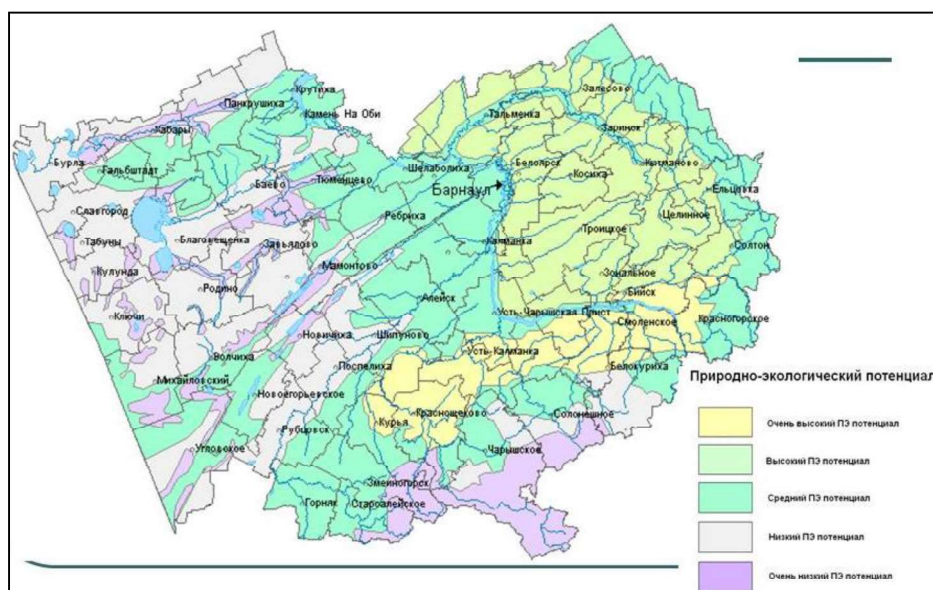 Крутиха
Панкрушиха
Камень На Оби
Хабары
Бурла
Гальбштадт
Залесово
Тальменка
Заринск
Шелаболиха
Белоярск
Кытманово
Баево
Тюменцево
Косиха
Барнаул
Ельцовка
Славгород
Ребриха
Целинное
Табуны
Благовещенка
Завьялово
Калманка
Троицкое
Солтон
Кулунда
Мамонтово
Зональное
Родино
Бийск
Ключи
Алейск
Усть-Чарышская Прист
Смоленское
Красногорское
Новичиха
Шипуново
Волчиха
Усть-Калманка
Поспелиха
Белокуриха
Михайловский
Новоегорьевское
Краснощеково
Курья
Солонешное
Рубцовск
Угловское
Чарышское
Змеиногорск
Горняк
Староалейское
Природно-экологический потенциал
Очень высокий ПЭ потенциал
Высокий ПЭ потенциал
Средний ПЭ потенциал
Низкий ПЭ потенциал
Очень низкий ПЭ потенциал